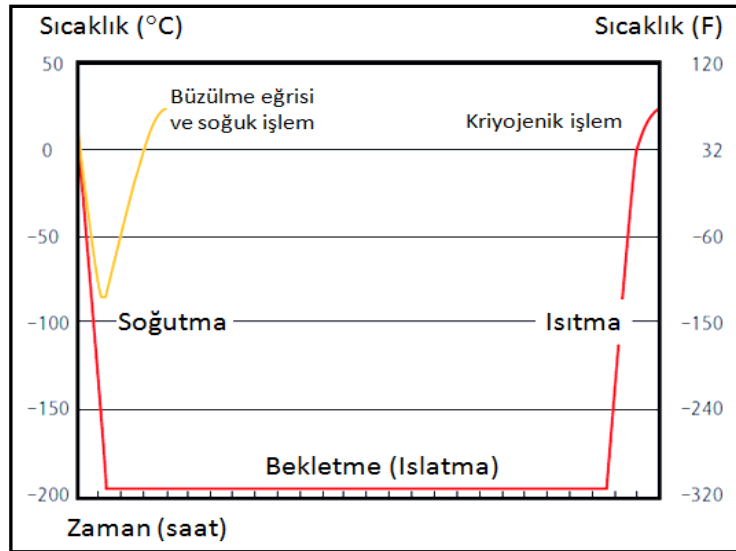 Sıcaklık (°C) Sıcaklık (F)
50 120
Büzülme eğrisi
ve soğuk işlem
Kriyojenik işlem
0 32
-50 -60
Soğutma Isıtma
-100 -150
-150 -240
Bekletme (Islatma)
-200 -320
Zaman (saat)